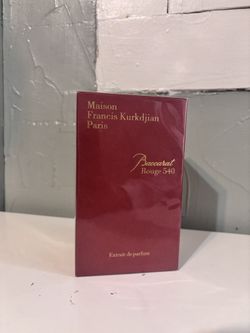 Maison
Francis Kurkdjian
Paris
Baccarat
Rouge 540
Extrait de parfum